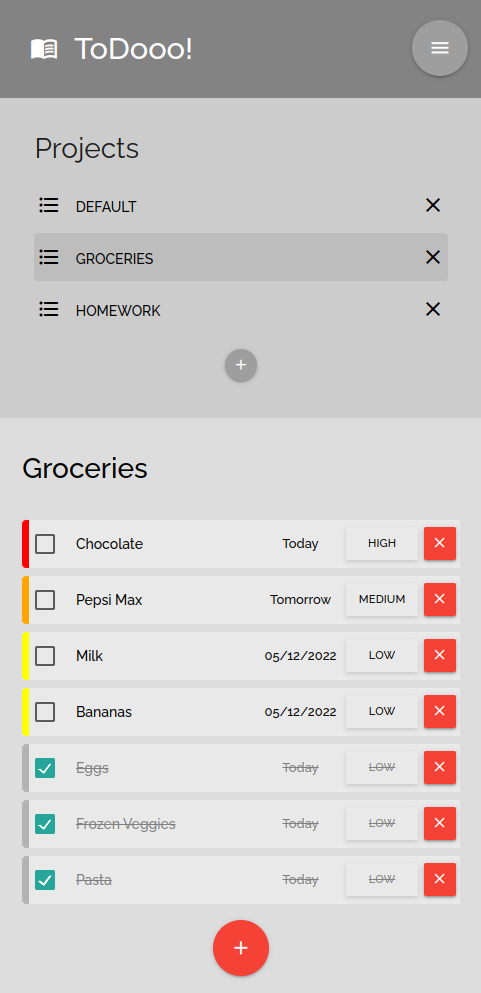 ToDooo!
Projects
DEFAULT
GROCERIES
HOMEWORK
Groceries
Chocolate Today HIGH
Pepsi Max Tomorrow MEDIUM
Milk 05/12/2022 LOW
Bananas 05/12/2022 LOW
Eggs Today LOW
Frozen Veggies Today LOW
Pasta Today LOW